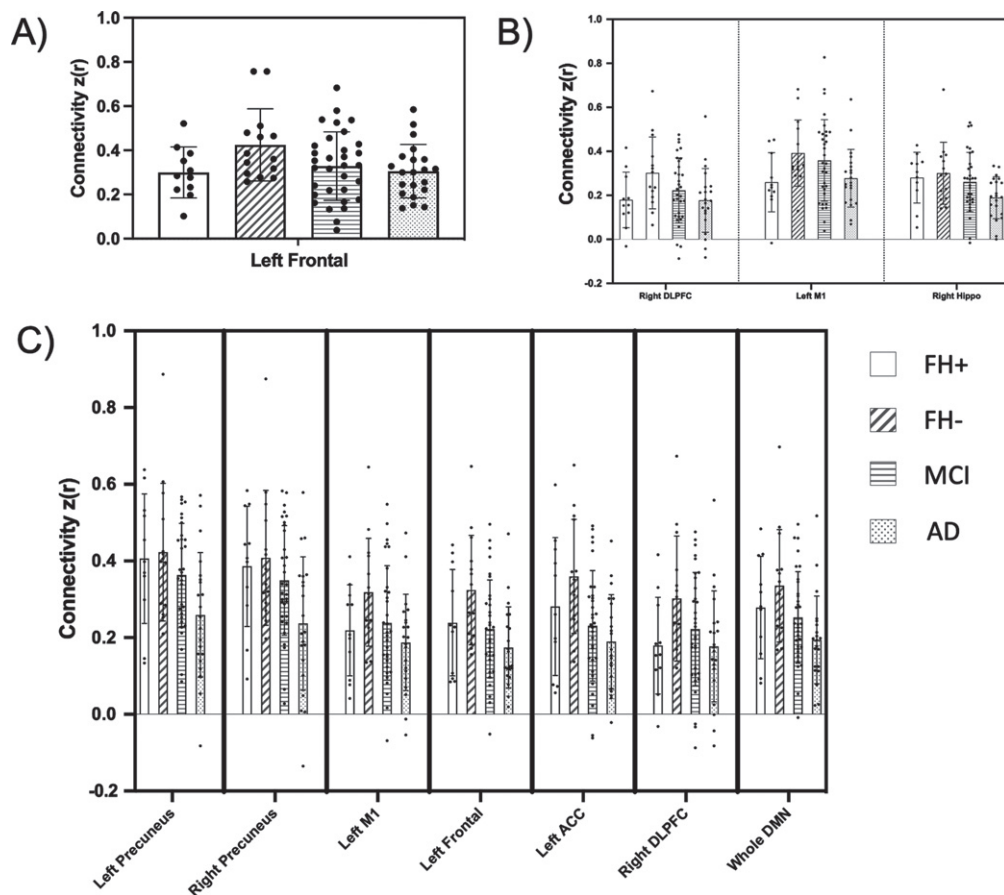 A)
Connectivity z(r)
1.0
0.8
0.6
0.4
0.2
0.0
Left Frontal
B)
Connectivity z(r)
1.0
0.8
0.6
0.4
0.2
0.0
-0.2
Right DLPFC
Left M1
Right Hippo
C)
Connectivity z(r)
1.0
0.8
0.6
0.4
0.2
0.0
-0.2
Left Precuneus
Right Precuneus
Left M1
Left Frontal
Left ACC
Right DLPFC
Whole DMN
FH+
FH-
MCI
AD